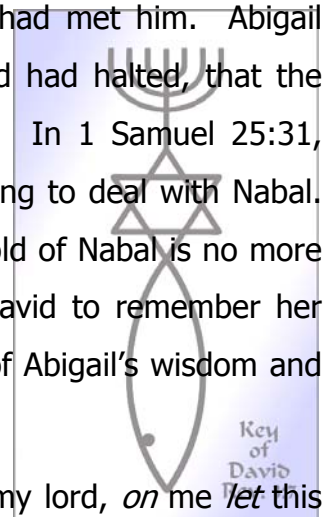 had met him. Abigail
d had halted, that the
In 1 Samuel 25:31,
ng to deal with Nabal.
old of Nabal is no more
avid to remember her
of Abigail's wisdom and
Key
of
David
my lord, on me let this